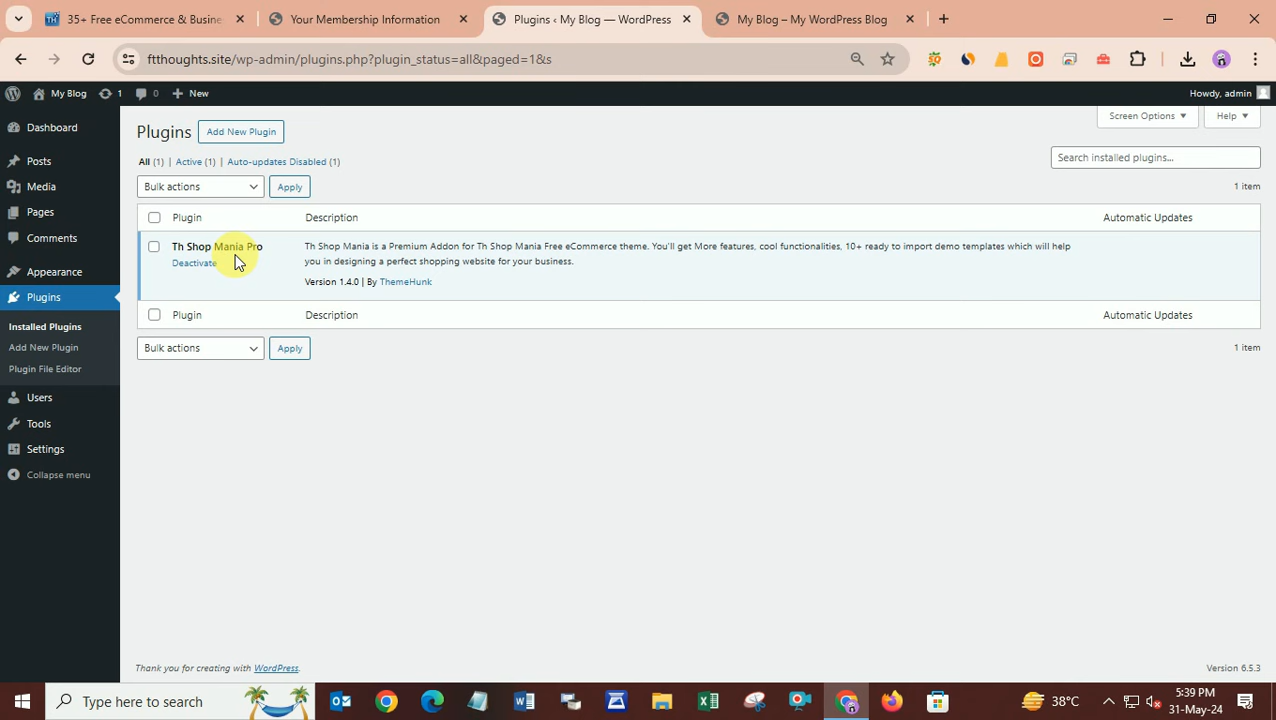 35+ Free eCommerce & Busine
Your Membership Information
Plugins ‹ My Blog — WordPress
My Blog – My WordPress Blog
ftthoughts.site/wp-admin/plugins.php?plugin_status=all&paged=1&s
My Blog
1
0
New
Howdy, admin
Dashboard
Posts
Media
Pages
Comments
Appearance
Plugins
Installed Plugins
Add New Plugin
Plugin File Editor
Users
Tools
Settings
Collapse menu
Plugins
Add New Plugin
Screen Options
Help
All (1) | Active (1) | Auto-updates Disabled (1)
Search installed plugins...
Bulk actions
Apply
1 item
Plugin
Description
Automatic Updates
Th Shop Mania Pro
Deactivate
Th Shop Mania is a Premium Addon for Th Shop Mania Free eCommerce theme. You'll get More features, cool functionalities, 10+ ready to import demo templates which will help
you in designing a perfect shopping website for your business.
Version 1.4.0 | By ThemeHunk
Plugin
Description
Automatic Updates
Bulk actions
Apply
1 item
Thank you for creating with WordPress.
Version 6.5.3
Type here to search
38°C
5:39 PM
31-May-24